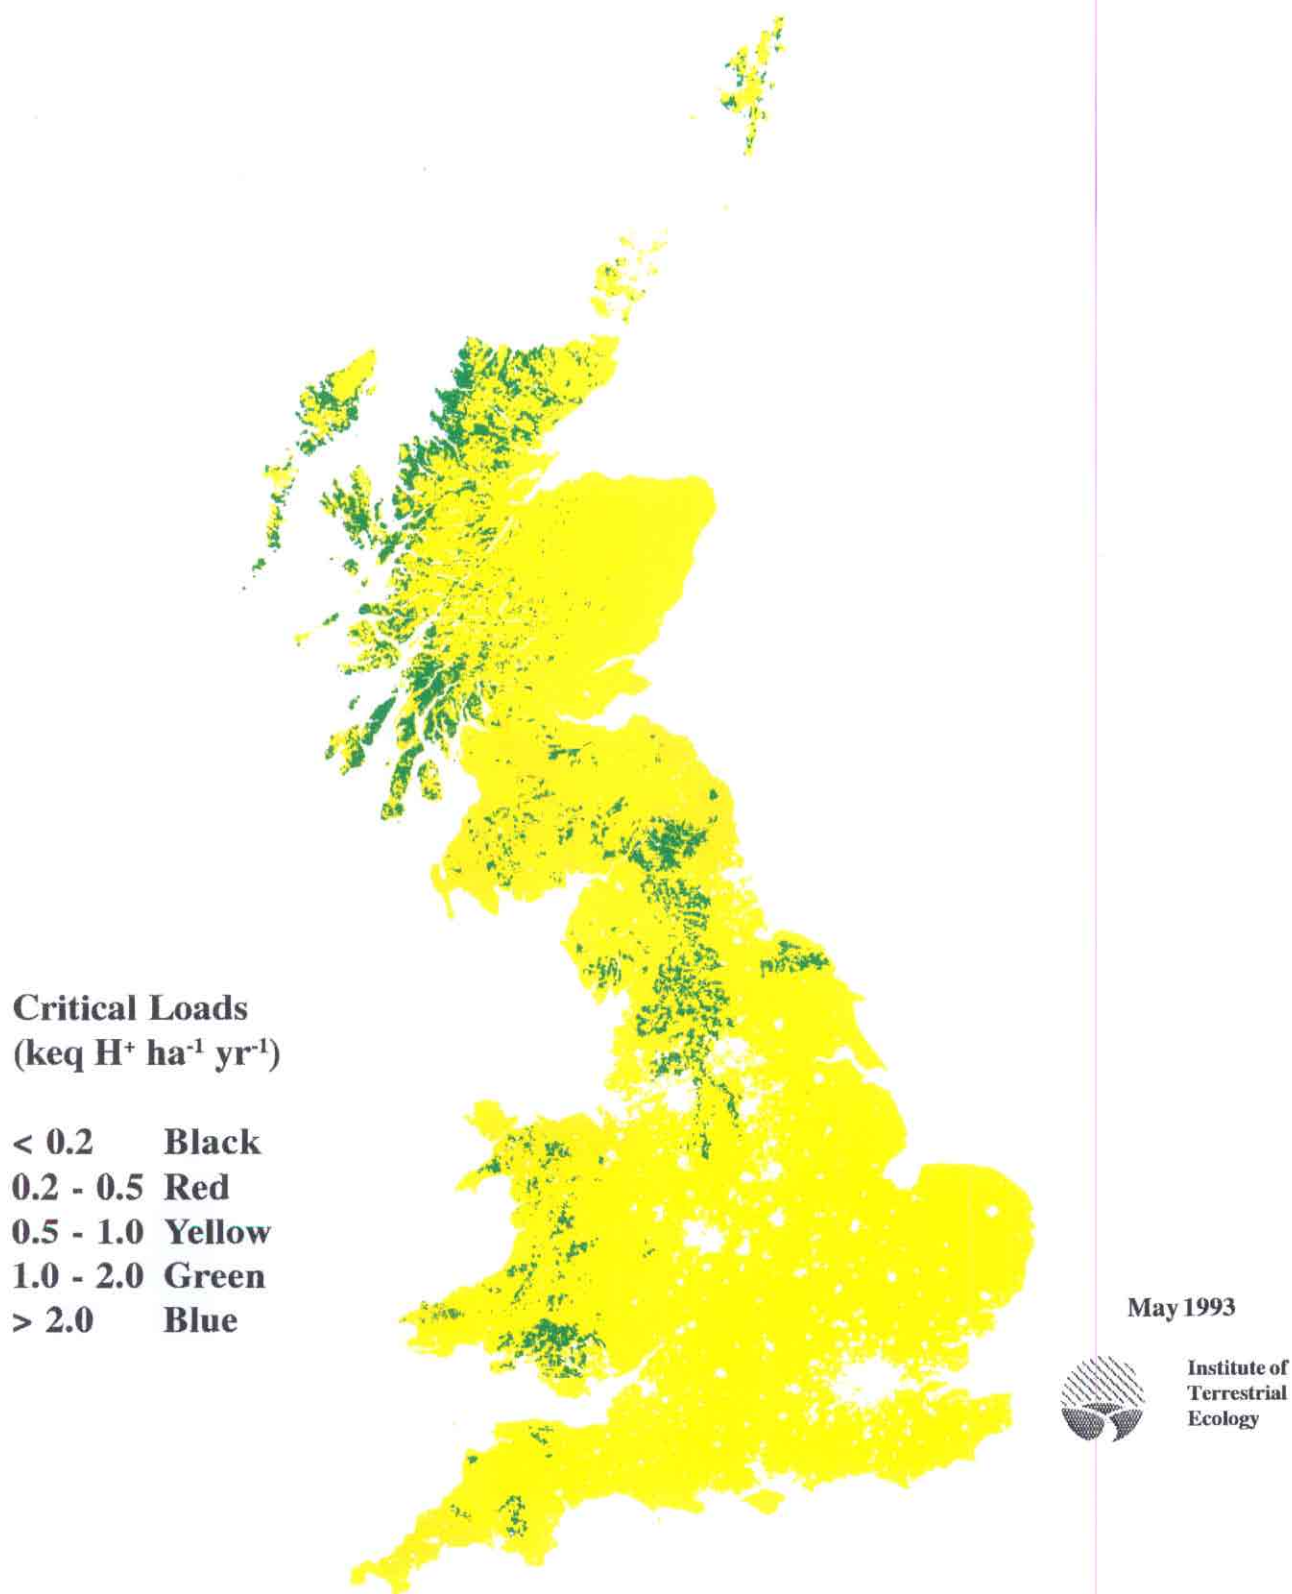 Critical Loads
(keq H⁺ ha⁻¹ yr⁻¹)
< 0.2 Black
0.2 - 0.5 Red
0.5 - 1.0 Yellow
1.0 - 2.0 Green
> 2.0 Blue
May 1993
Institute of
Terrestrial
Ecology